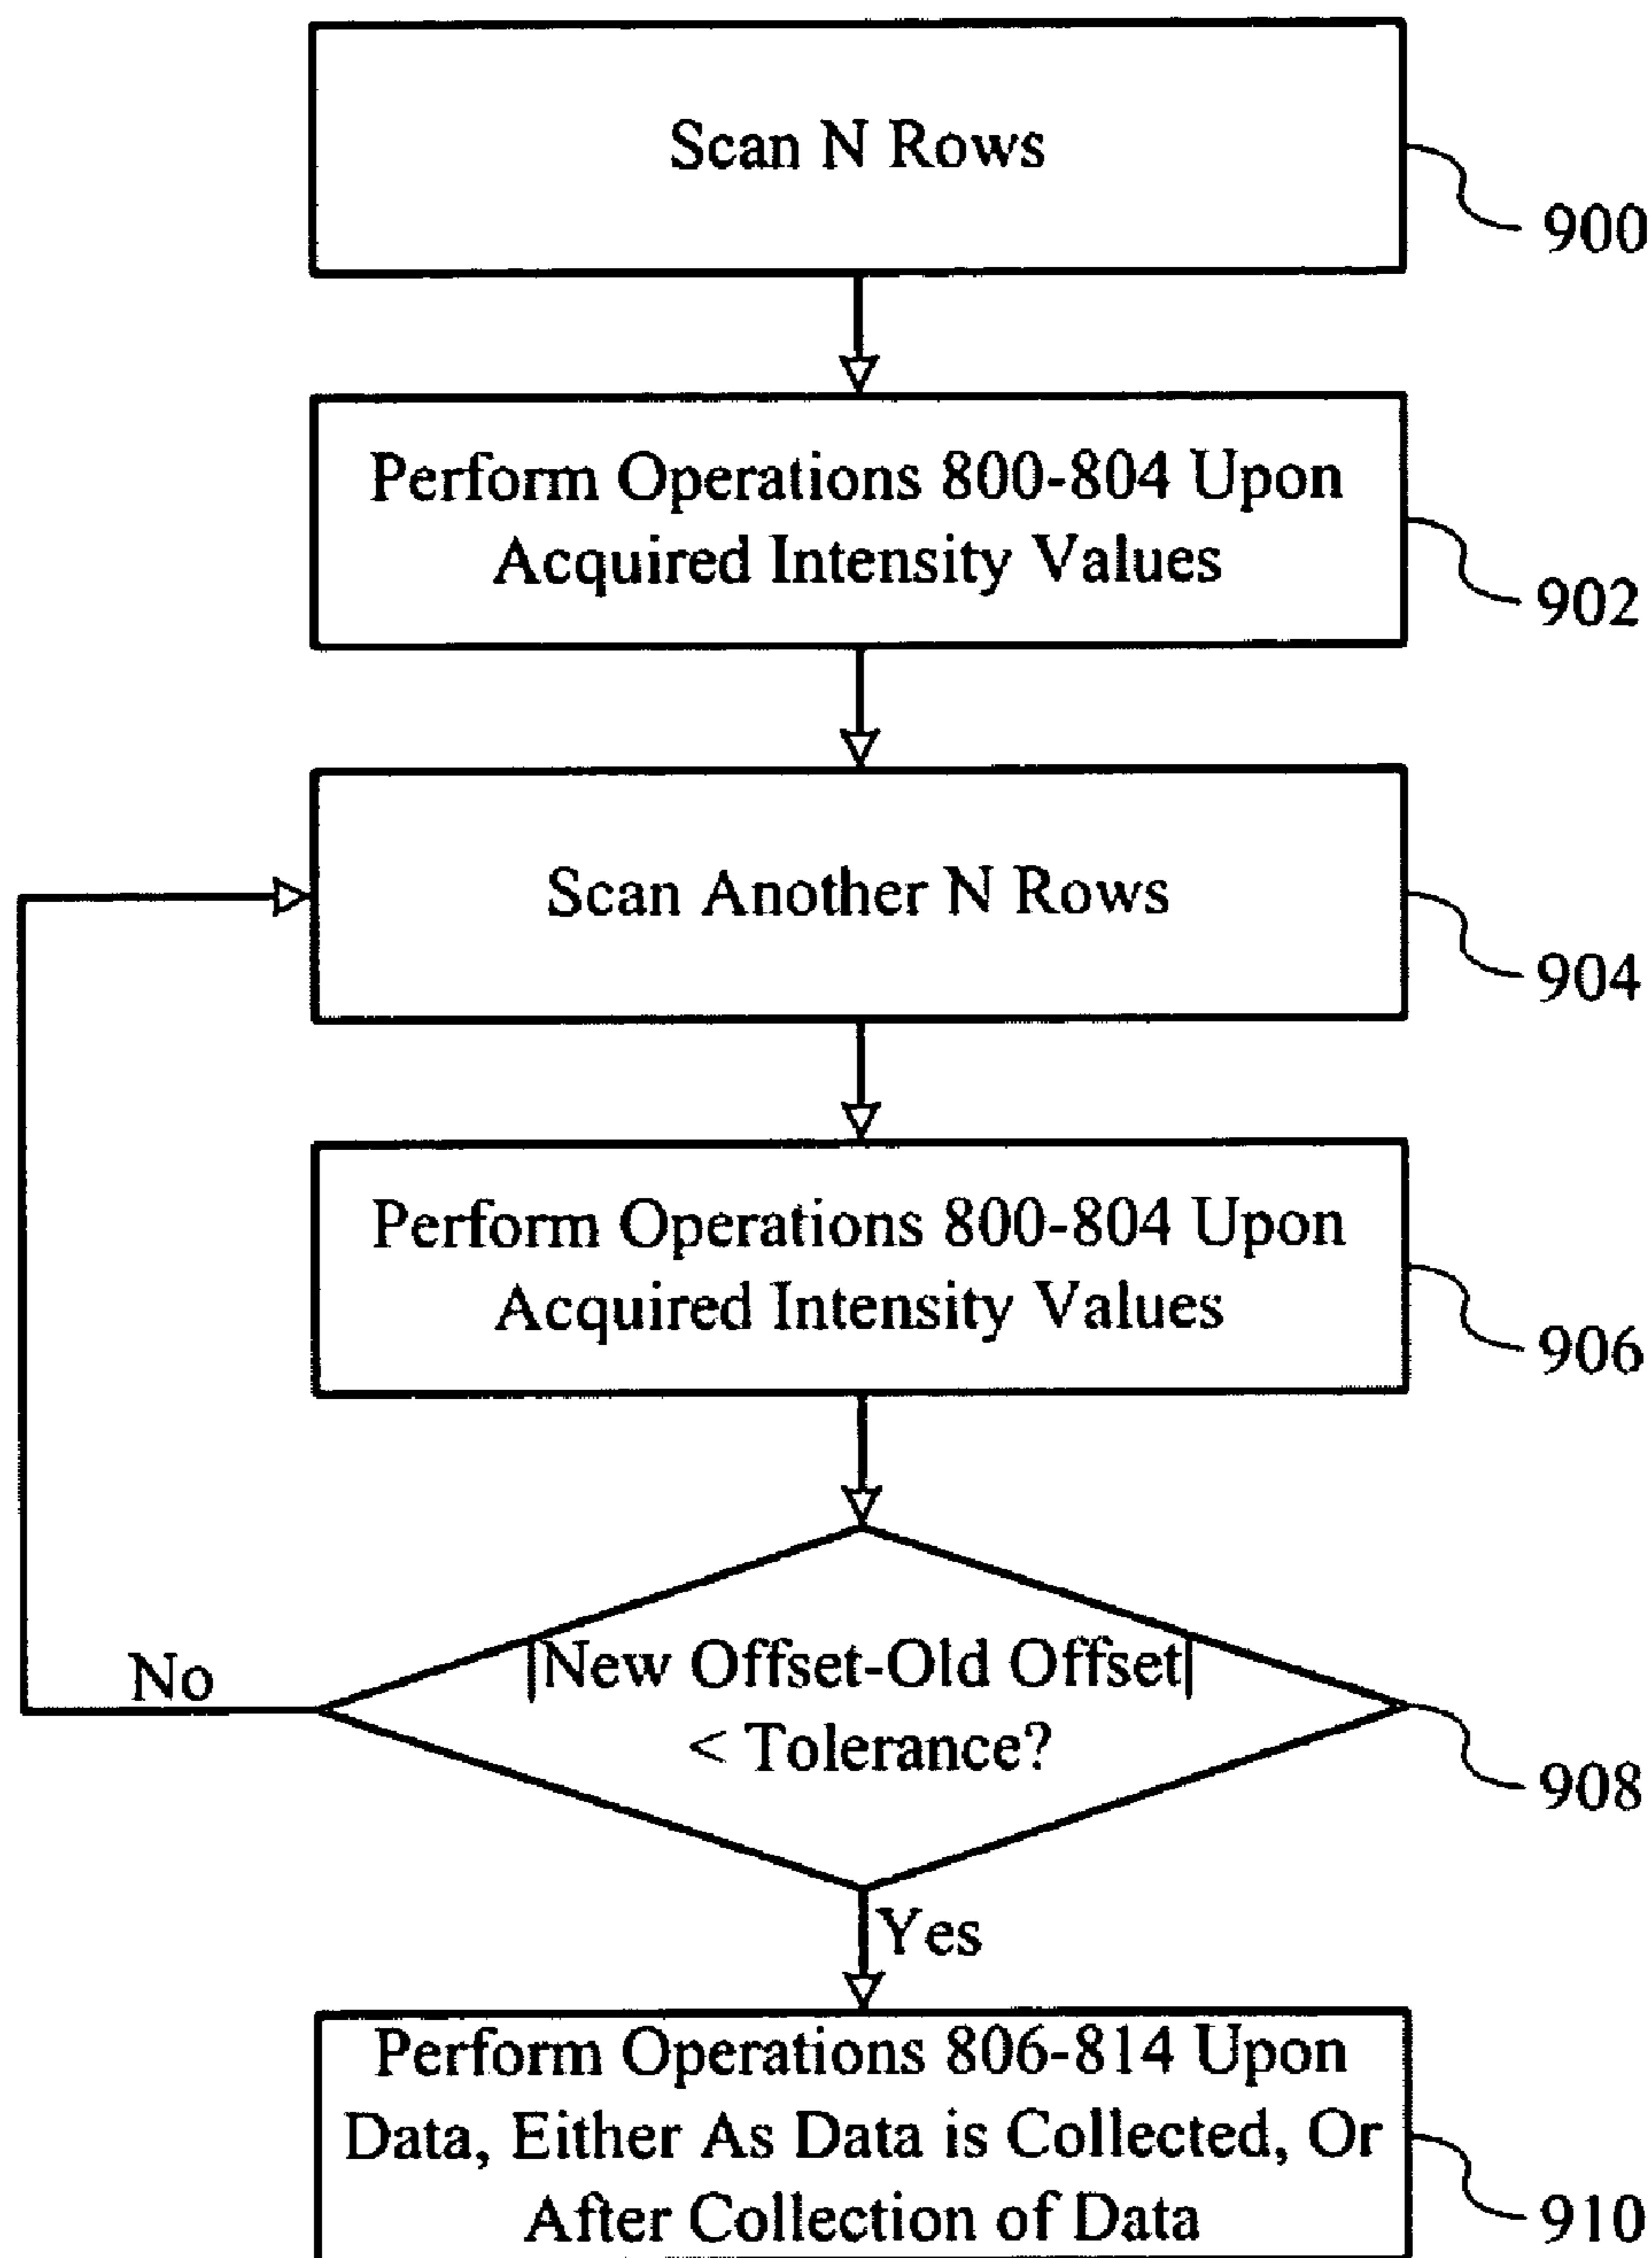 Scan N Rows
900
Perform Operations 800-804 Upon
Acquired Intensity Values
902
Scan Another N Rows
904
Perform Operations 800-804 Upon
Acquired Intensity Values
906
|New Offset-Old Offset|
< Tolerance?
No
908
Yes
Perform Operations 806-814 Upon
Data, Either As Data is Collected, Or
After Collection of Data
910